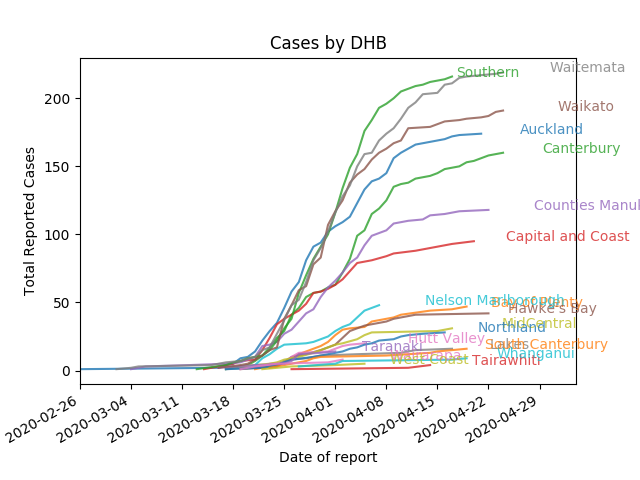 Cases by DHB
Total Reported Cases
200
150
100
50
0
Southern
Waitemata
Waikato
Auckland
Canterbury
Counties Manul
Capital and Coast
Nelson Marlborough
Bay of Plenty
Hawke's Bay
MidCentral
Northland
Hutt Valley
Taranaki
Lakes
South Canterbury
Wairarapa
Whanganui
West Coast
Tairawhiti
2020-02-26
2020-03-04
2020-03-11
2020-03-18
2020-03-25
2020-04-01
2020-04-08
2020-04-15
2020-04-22
2020-04-29
Date of report